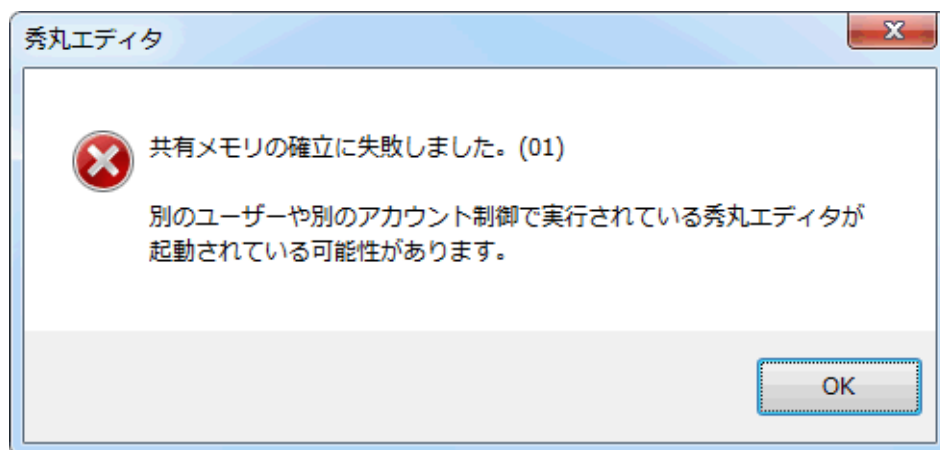 秀丸エディタ
共有メモリの確立に失敗しました。(01)
別のユーザーや別のアカウント制御で実行されている秀丸エディタが
起動されている可能性があります。
OK